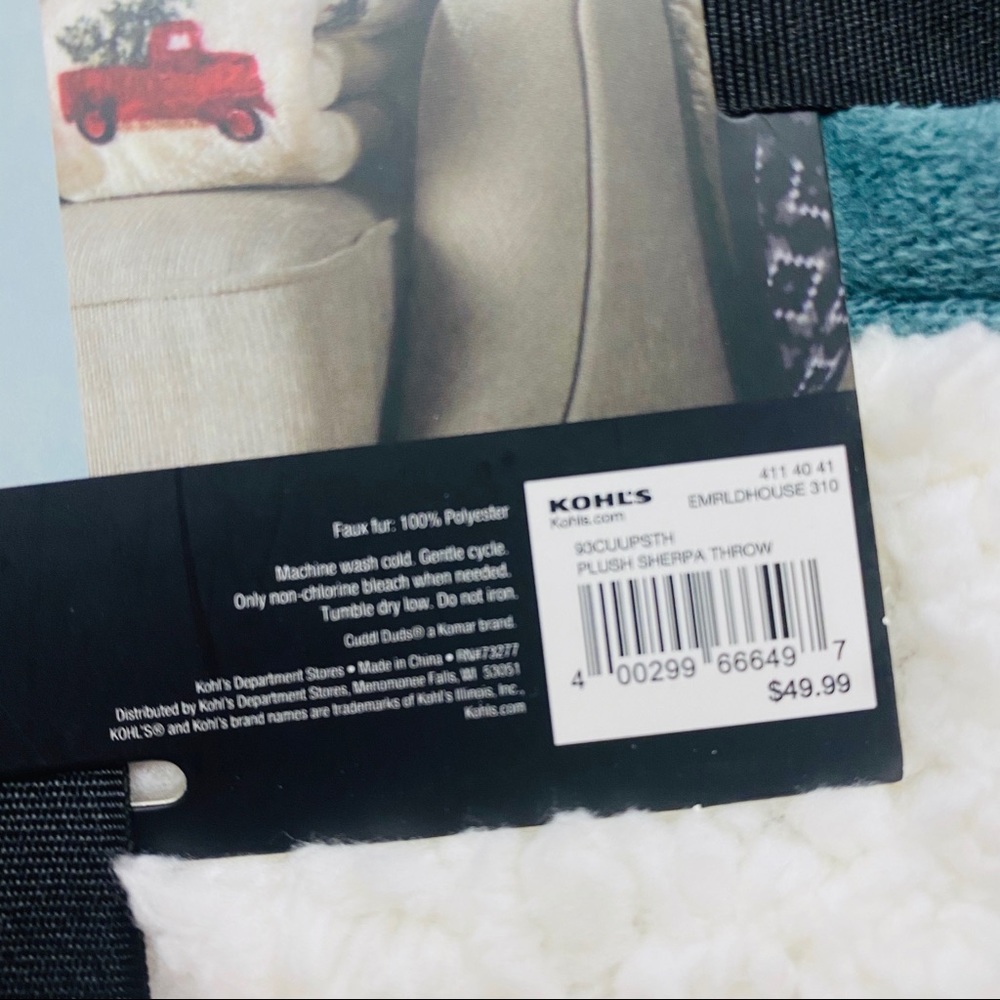 Faux fur: 100% Polyester
Machine wash cold. Gentle cycle.
Only non-chlorine bleach when needed.
Tumble dry low. Do not iron.
Cuddl Duds® a Komar brand.
Kohl's Department Stores • Made in China • RN#73277
Distributed by Kohl's Department Stores, Menomonee Falls, WI 53051
KOHL'S® and Kohl's brand names are trademarks of Kohl's Illinois, Inc.
Kohls.com
KOHL'S
Kohls.com
411 40 41
EMRLDHOUSE 310
93CUUPSTH
PLUSH SHERPA THROW
4 00299 66649 7
$49.99